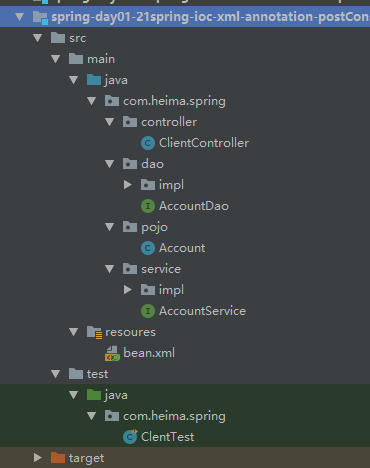 spring-day01-21spring-ioc-xml-annotation-postCon
src
main
java
com.heima.spring
controller
ClientController
dao
impl
AccountDao
pojo
Account
service
impl
AccountService
resoures
bean.xml
test
java
com.heima.spring
ClentTest
target